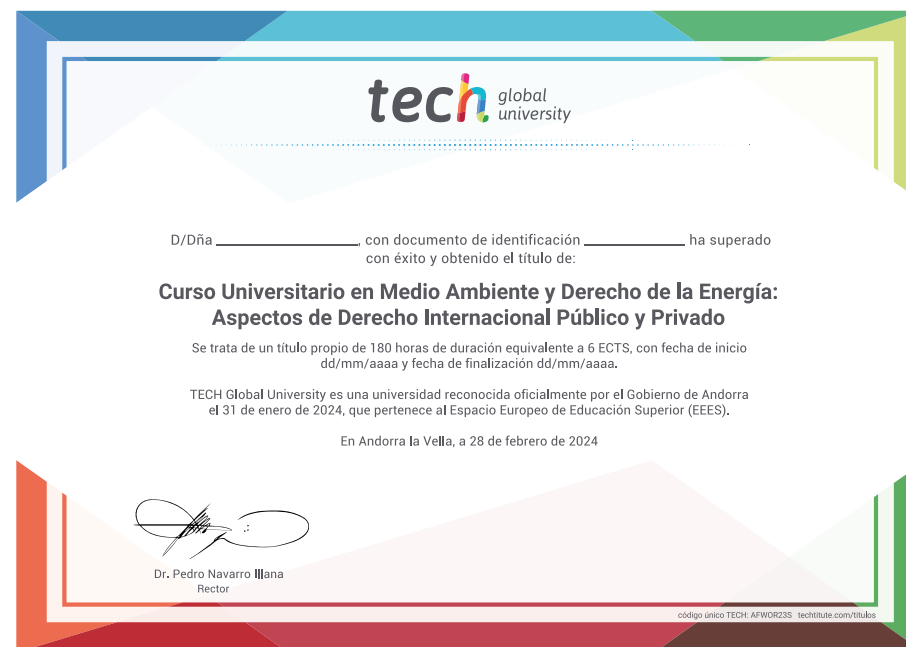 tech global university
D/Dña ____________________, con documento de identificación ______________ ha superado
con éxito y obtenido el título de:
Curso Universitario en Medio Ambiente y Derecho de la Energía:
Aspectos de Derecho Internacional Público y Privado
Se trata de un título propio de 180 horas de duración equivalente a 6 ECTS, con fecha de inicio
dd/mm/aaaa y fecha de finalización dd/mm/aaaa.
TECH Global University es una universidad reconocida oficialmente por el Gobierno de Andorra
el 31 de enero de 2024, que pertenece al Espacio Europeo de Educación Superior (EEES).
En Andorra la Vella, a 28 de febrero de 2024
Dr. Pedro Navarro Illana
Rector
código único TECH: AFWOR23S techtitute.com/titulos